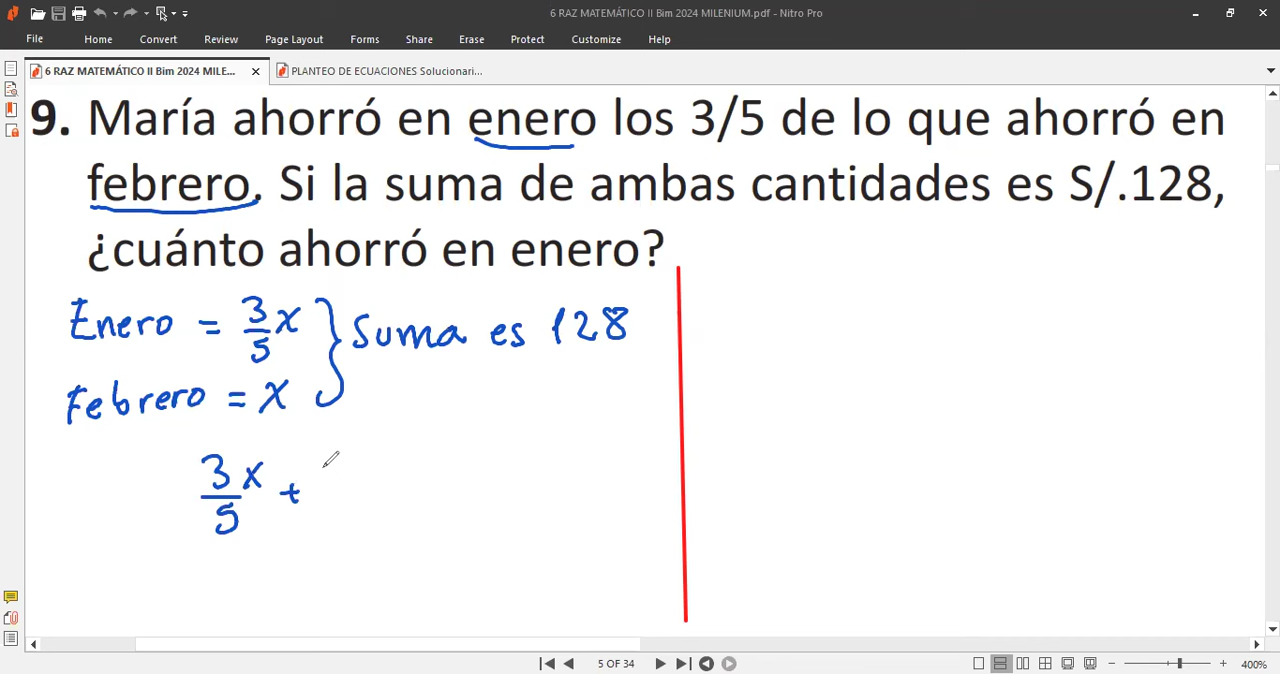 6 RAZ MATEMÁTICO II Bim 2024 MILENIUM.pdf - Nitro Pro
File Home Convert Review Page Layout Forms Share Erase Protect Customize Help
6 RAZ MATEMÁTICO II Bim 2024 MILE... PLANTEO DE ECUACIONES Solucionari...
9. María ahorró en enero los 3/5 de lo que ahorró en
febrero. Si la suma de ambas cantidades es S/.128,
¿cuánto ahorró en enero?
Enero = 3/5 x } Suma es 128
Febrero = x
3/5 x +
5 OF 34 400%